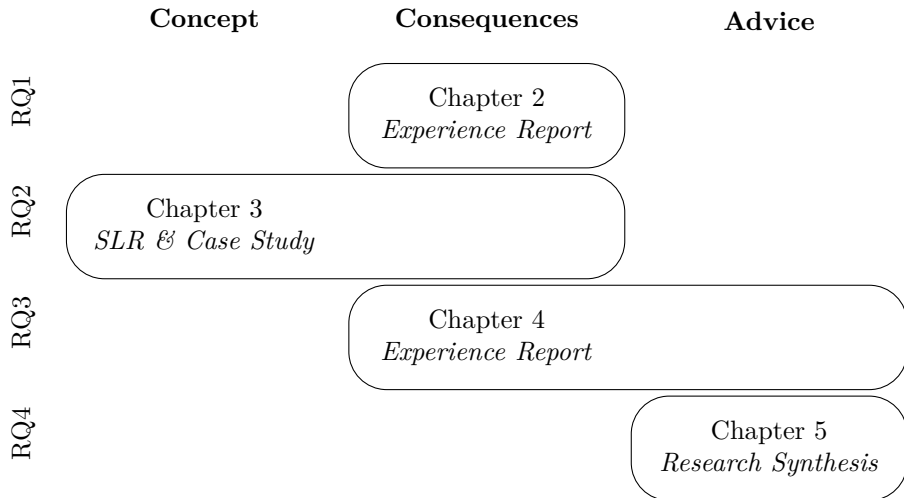 Concept Consequences Advice
RQ1
Chapter 2
Experience Report
RQ2
Chapter 3
SLR & Case Study
RQ3
Chapter 4
Experience Report
RQ4
Chapter 5
Research Synthesis